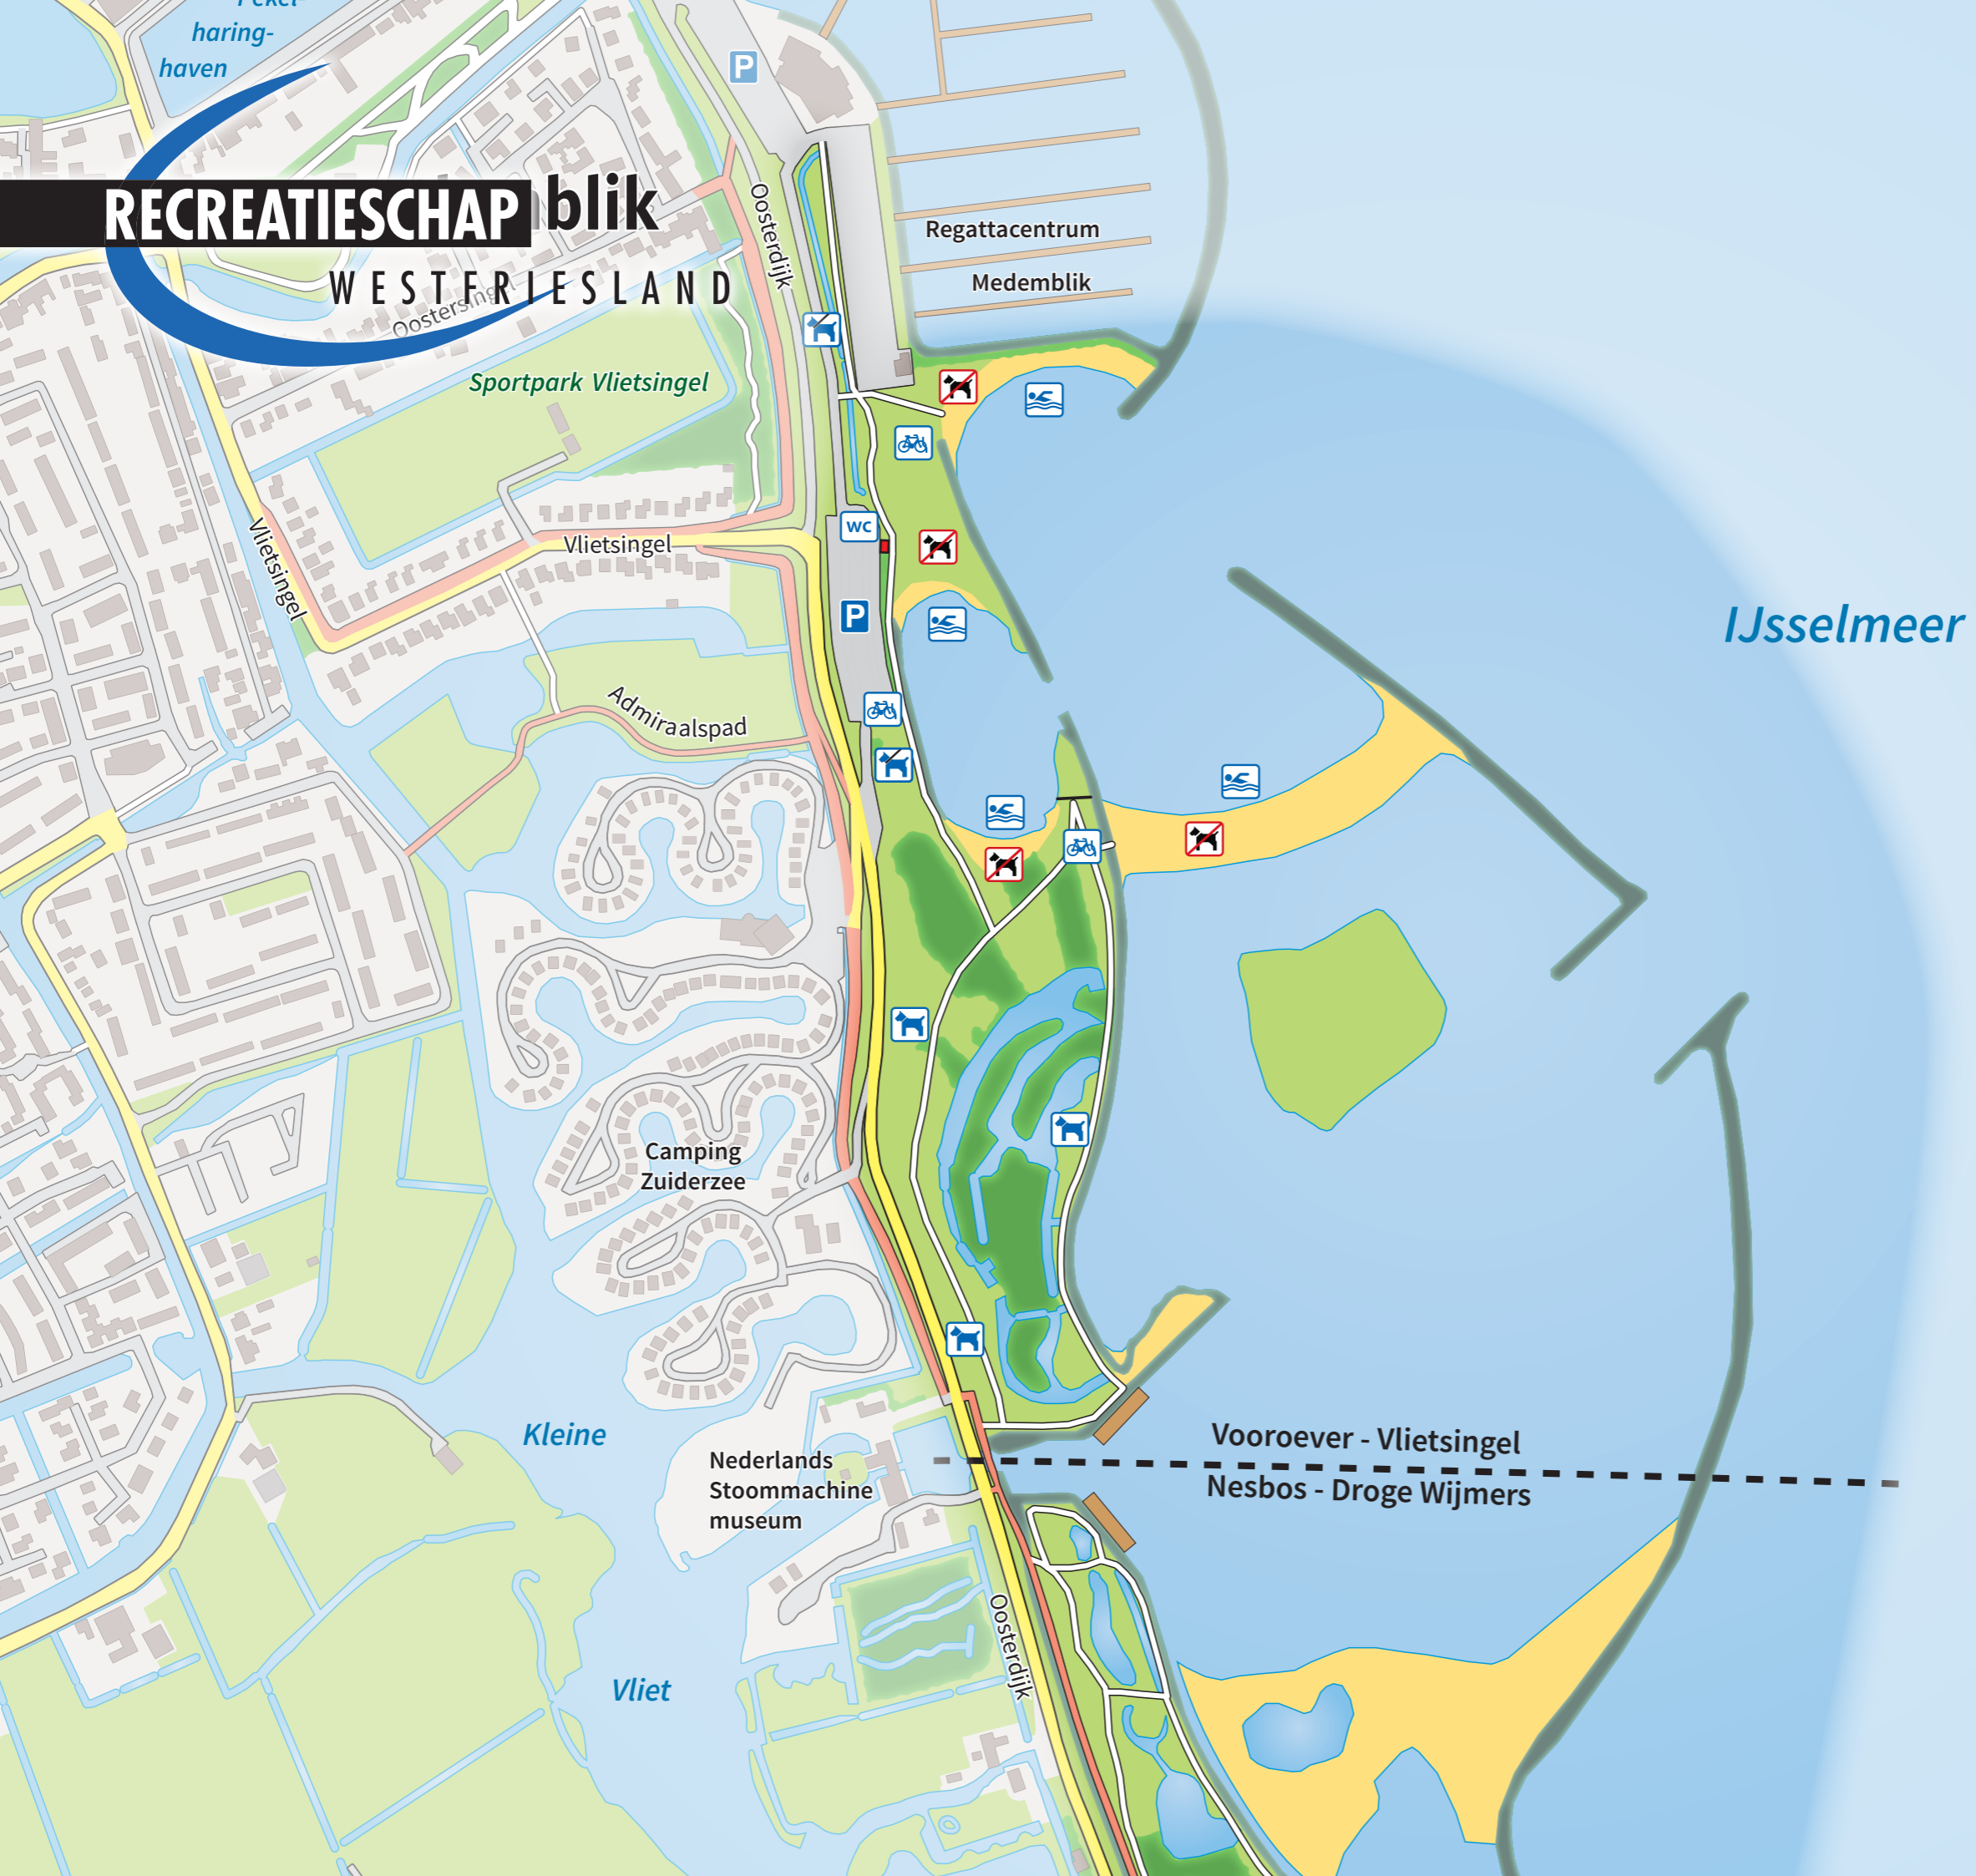 haring-
haven
P
RECREATIESCHAP
blik
WESTFRIESLAND
Oostersingel
Oosterdijk
Regattacentrum
Medemblik
Sportpark Vlietsingel
Vlietsingel
Vlietsingel
WC
P
IJsselmeer
Admiraalspad
Camping
Zuiderzee
Kleine
Nederlands
Stoommachine
museum
Vooroever - Vlietsingel
Nesbos - Droge Wijmers
Oosterdijk
Vliet